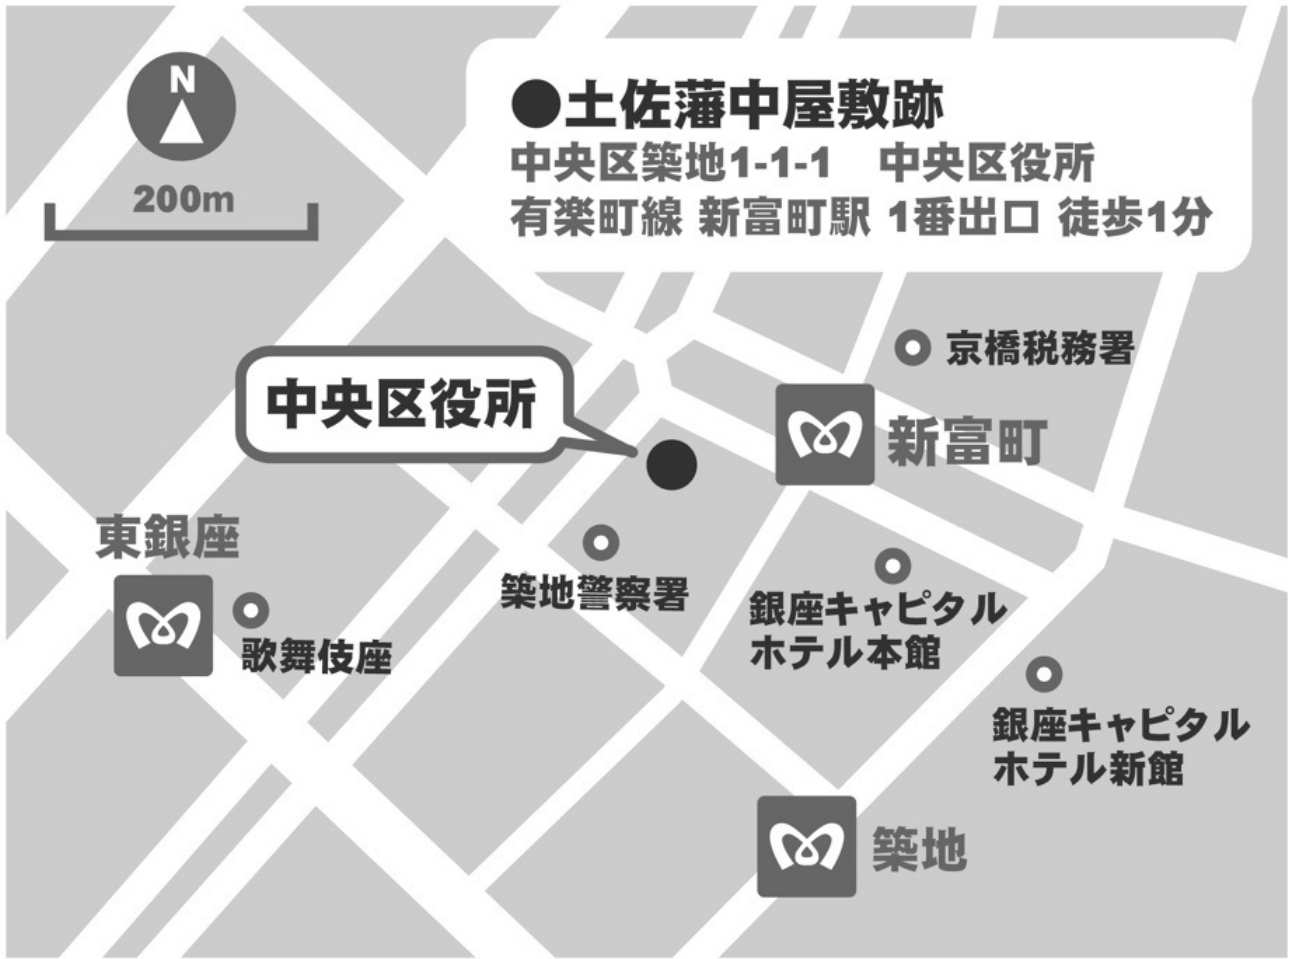 N
200m
●土佐藩中屋敷跡
中央区築地1-1-1　中央区役所
有楽町線 新富町駅 1番出口 徒歩1分
京橋税務署
中央区役所
新富町
東銀座
築地警察署
歌舞伎座
銀座キャピタル
ホテル本館
銀座キャピタル
ホテル新館
築地